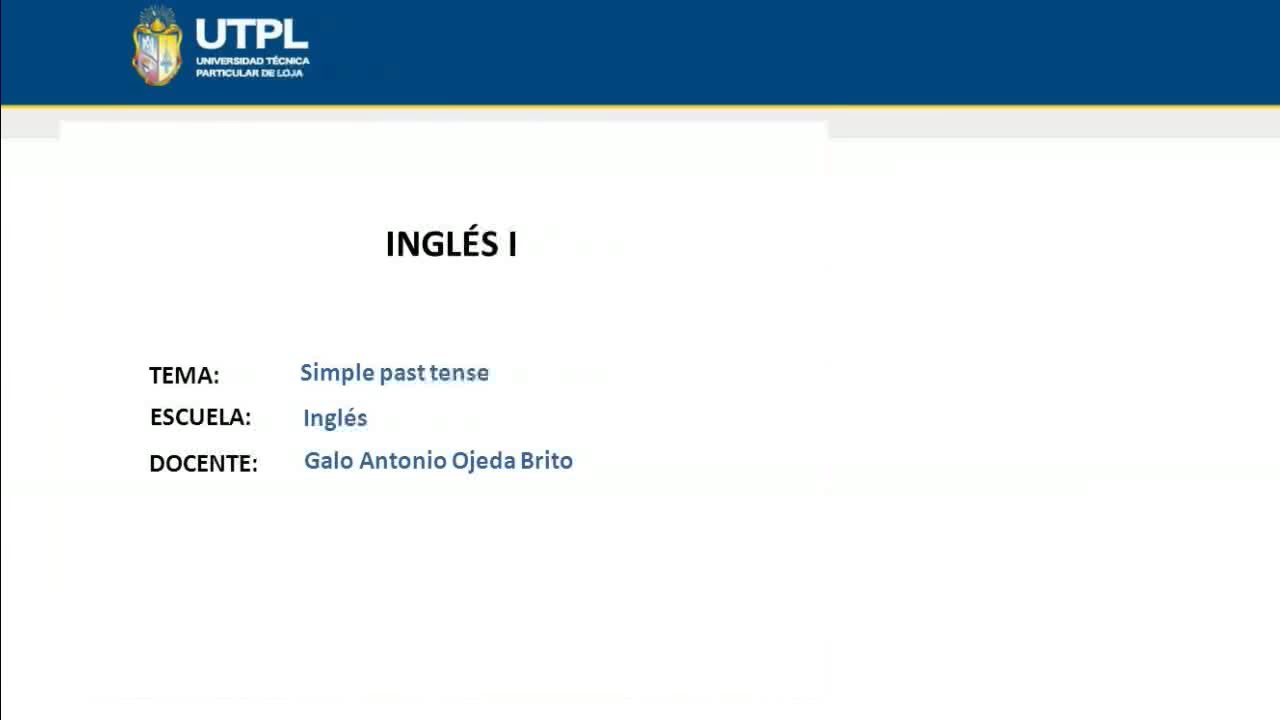 UTPL
UNIVERSIDAD TÉCNICA
PARTICULAR DE LOJA
INGLÉS I
TEMA: Simple past tense
ESCUELA: Inglés
DOCENTE: Galo Antonio Ojeda Brito